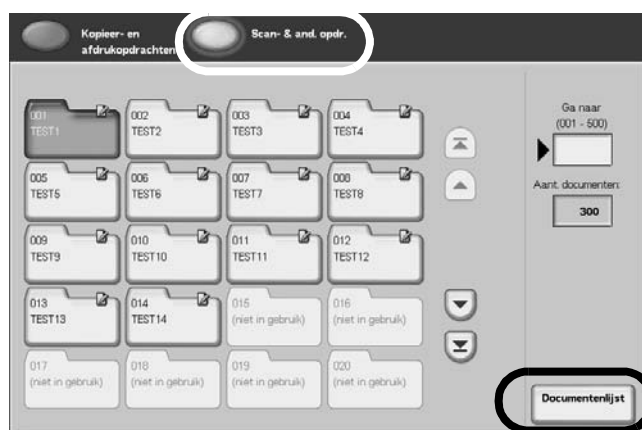 Kopieer- en
afdrukopdrachten
Scan- & and. opdr.
001
TEST1
002
TEST2
003
TEST3
004
TEST4
005
TEST5
006
TEST6
007
TEST7
008
TEST8
009
TEST9
010
TEST10
011
TEST11
012
TEST12
013
TEST13
014
TEST14
015
(niet in gebruik)
016
(niet in gebruik)
017
(niet in gebruik)
018
(niet in gebruik)
019
(niet in gebruik)
020
(niet in gebruik)
Ga naar
(001 - 500)
Aant. documenten:
300
Documentenlijst